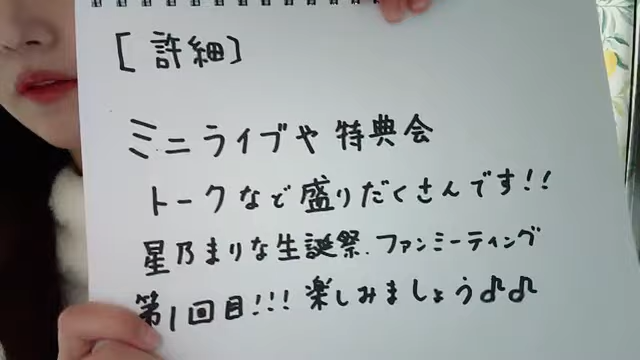 [許細]
ミニライブや特典会
トークなど盛りだくさんです!!
星乃まりな生誕祭.ファンミーティング
第1回目!!! 楽しみましょう♫♫